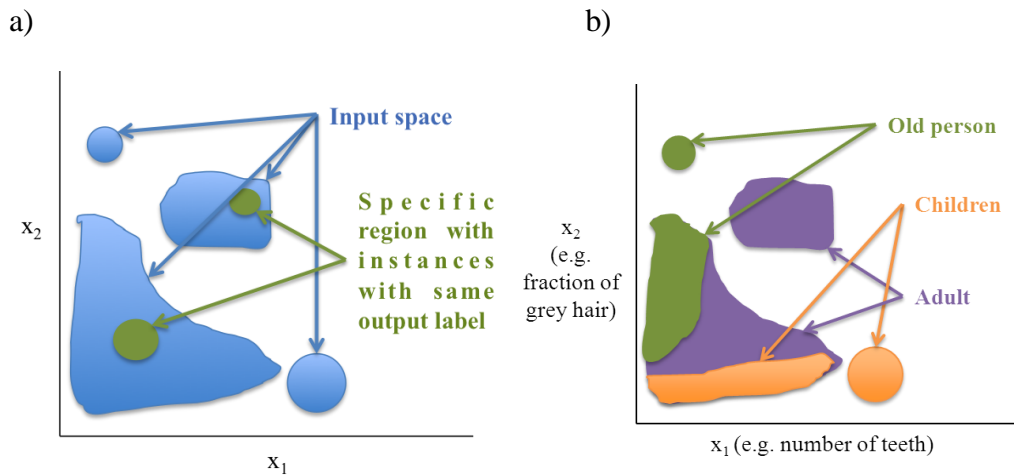 a)
Input space
Specific
region with
instances
with same
output label
x2
x1
b)
Old person
Children
Adult
x2
(e.g.
fraction of
grey hair)
x1 (e.g. number of teeth)